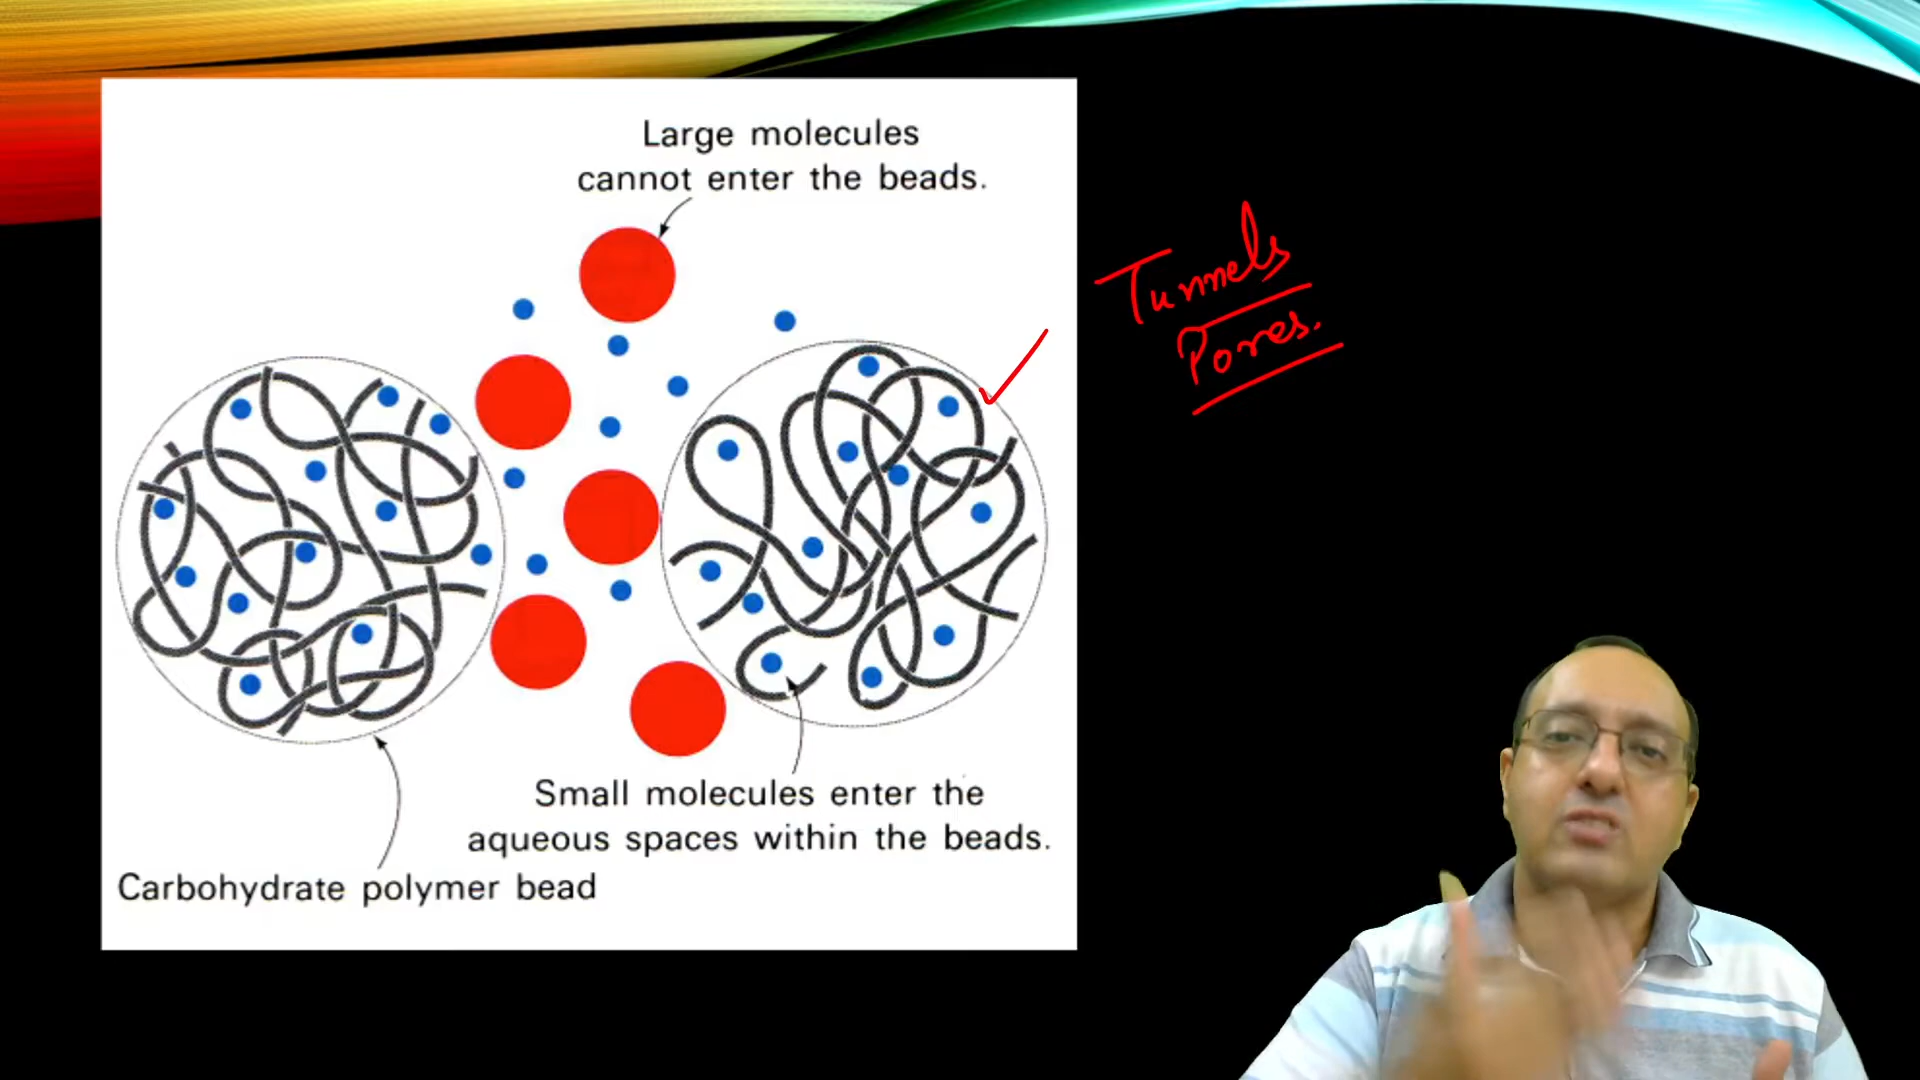 Large molecules
cannot enter the beads.
Tunnels
Pores.
Small molecules enter the
aqueous spaces within the beads.
Carbohydrate polymer bead